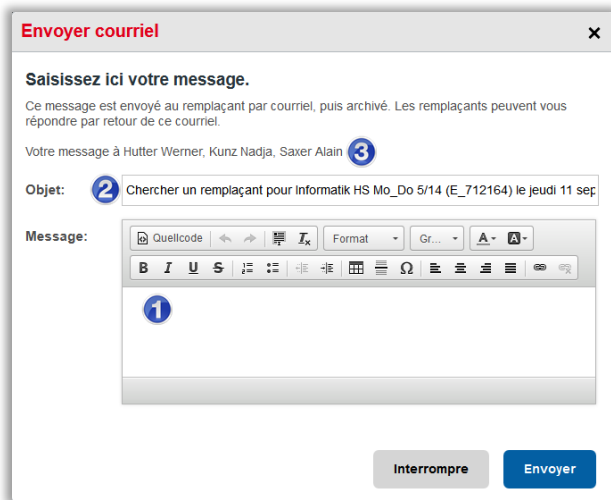 Envoyer courriel ×
Saisissez ici votre message.
Ce message est envoyé au remplaçant par courriel, puis archivé. Les remplaçants peuvent vous
répondre par retour de ce courriel.
Votre message à Hutter Werner, Kunz Nadja, Saxer Alain 3
Objet: 2 Chercher un remplaçant pour Informatik HS Mo_Do 5/14 (E_712164) le jeudi 11 sep
Message: Quellcode Format Gr... A A
B I U S Ω
1
Interrompre Envoyer